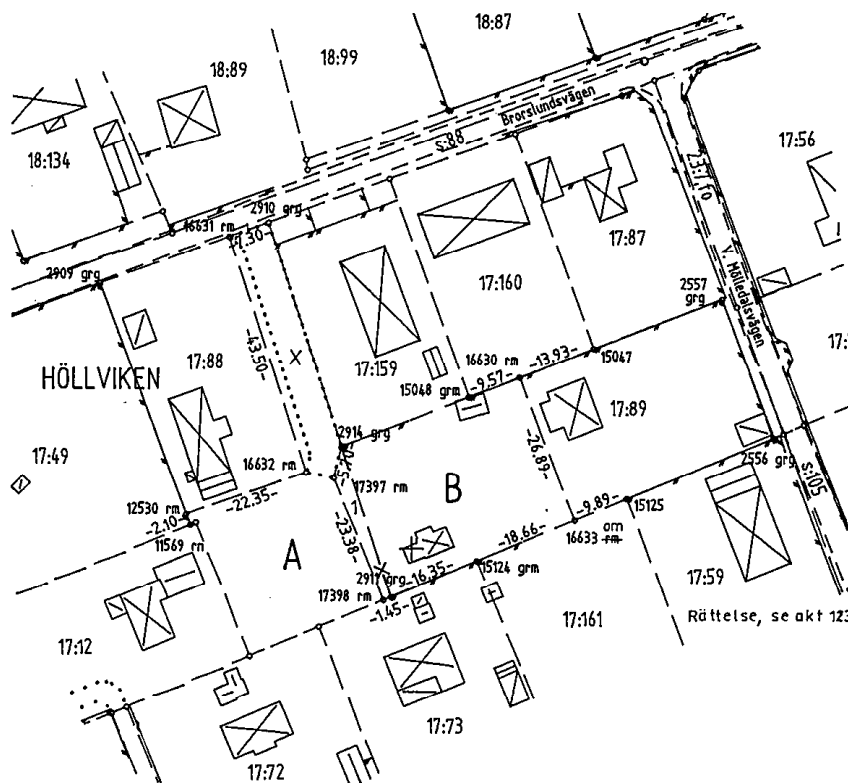 18:87
18:99
18:89
18:134
Brorslundsvägen
s:88
17:56
23:1,fo
2910 grg
16631 rm
-7.30-
17:87
2909 grg
17:160
2557
grg
V. Mölledalsvägen
-43.50-
X
17:88
17:159
16630 rm
-13.93-
15047
HÖLLVIKEN
15048 grm
-9.57-
17:89
17:49
2914 grg
-26.89-
2556 grg
16632 rm
17397 rm
B
s:105
-22.35-
12530 rm
-2.10-
1
-9.89-
15125
11569 rn
A
-23.38-
-18.66-
om
16633 rm
2911 grg
-16.35-
15124 grm
17:59
17398 rm
-1.45-
17:161
Rättelse, se akt 123
17:12
17:73
17:72